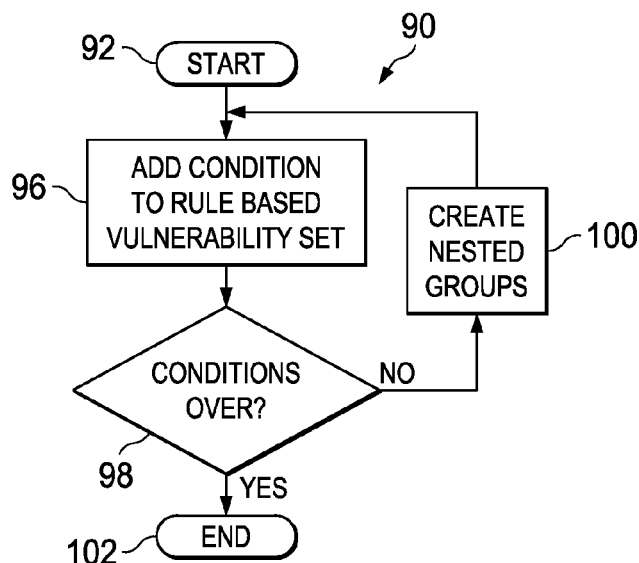 90
92
START
96
ADD CONDITION
TO RULE BASED
VULNERABILITY SET
CREATE
NESTED
GROUPS
100
CONDITIONS
OVER?
NO
98
YES
102
END